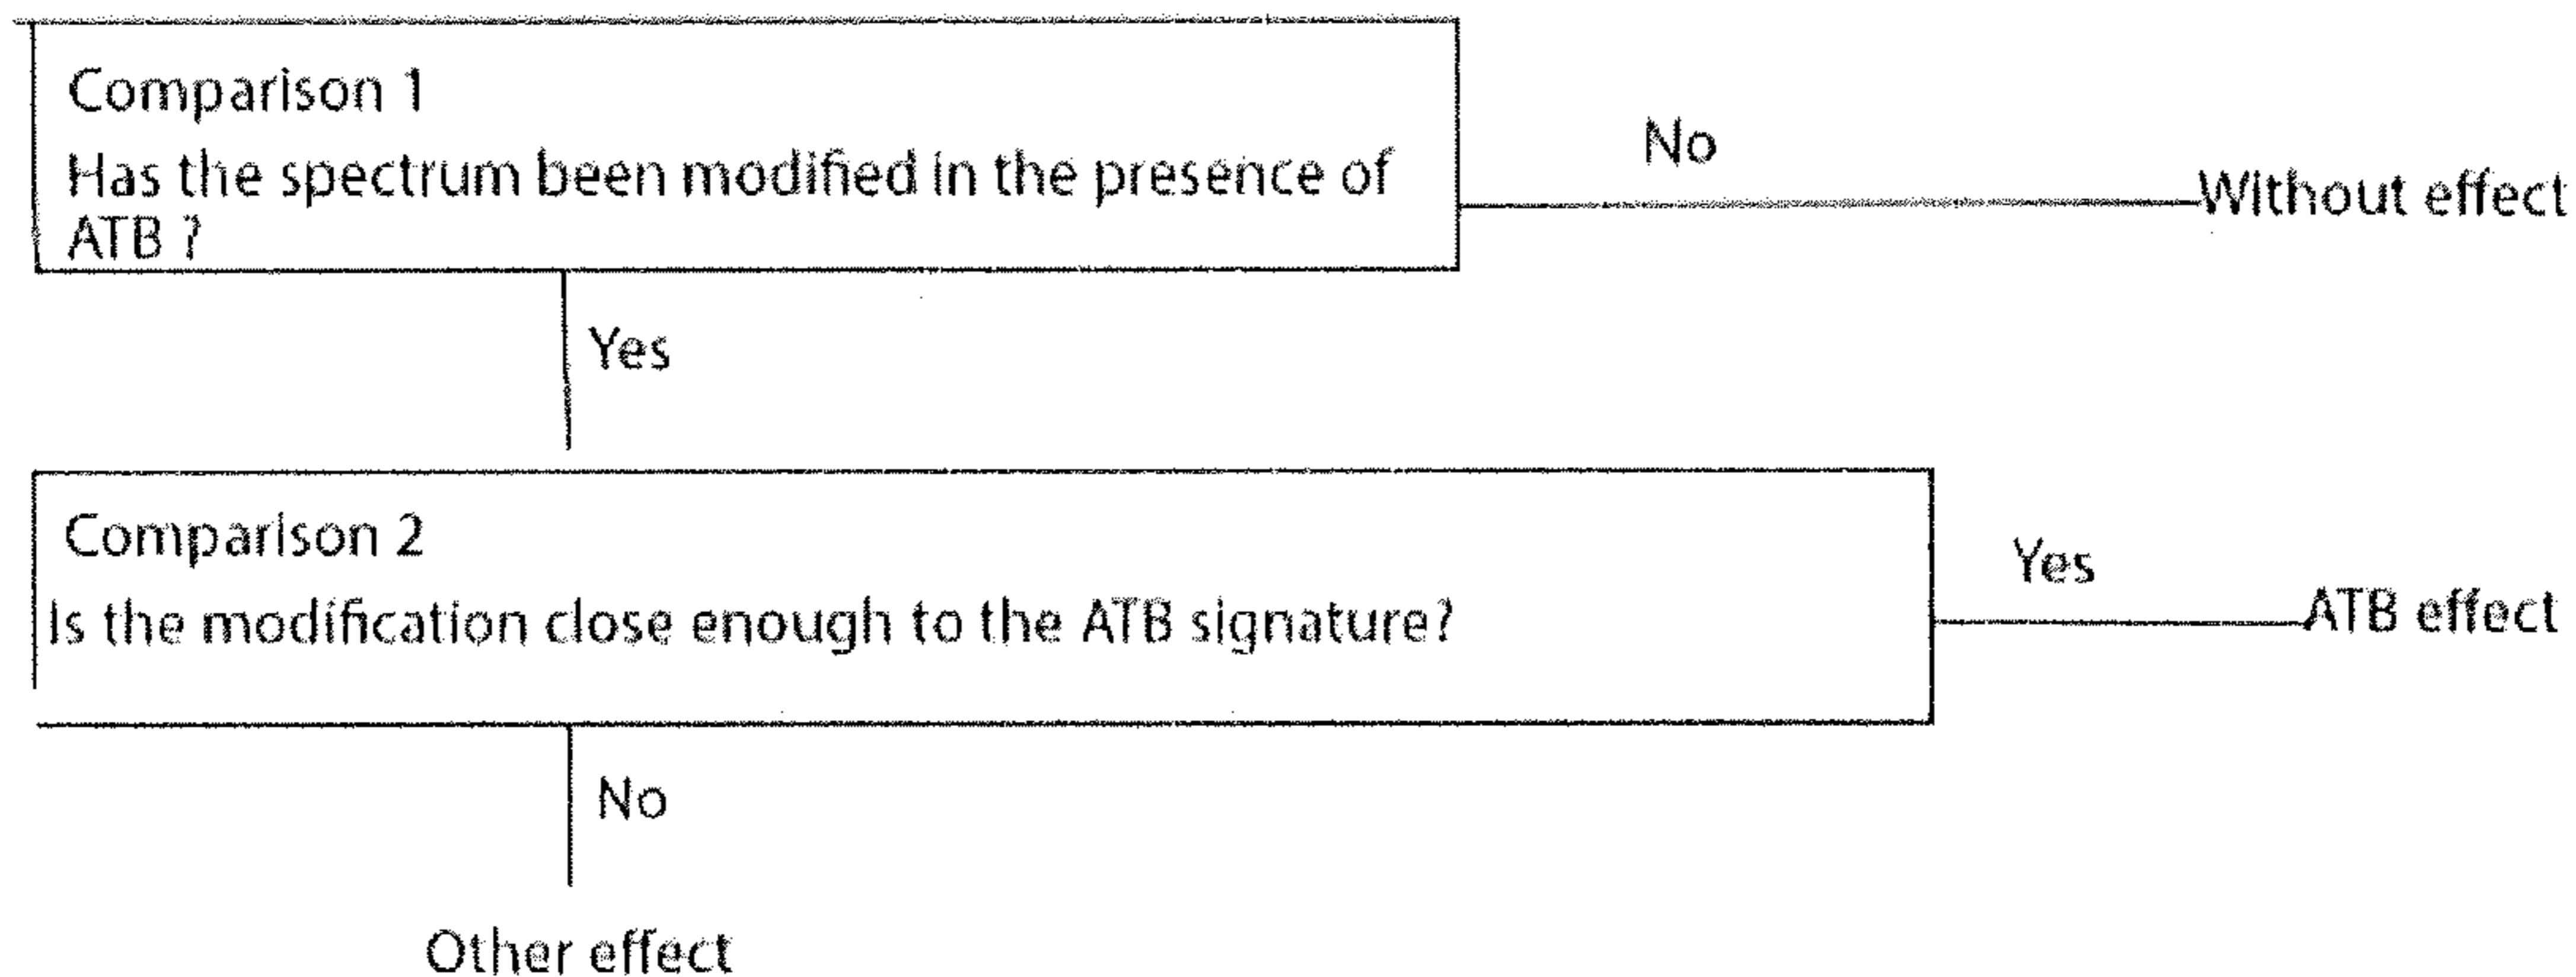 Comparison 1
Has the spectrum been modified in the presence of
ATB ?
No
Without effect
Yes
Comparison 2
Is the modification close enough to the ATB signature?
Yes
ATB effect
No
Other effect